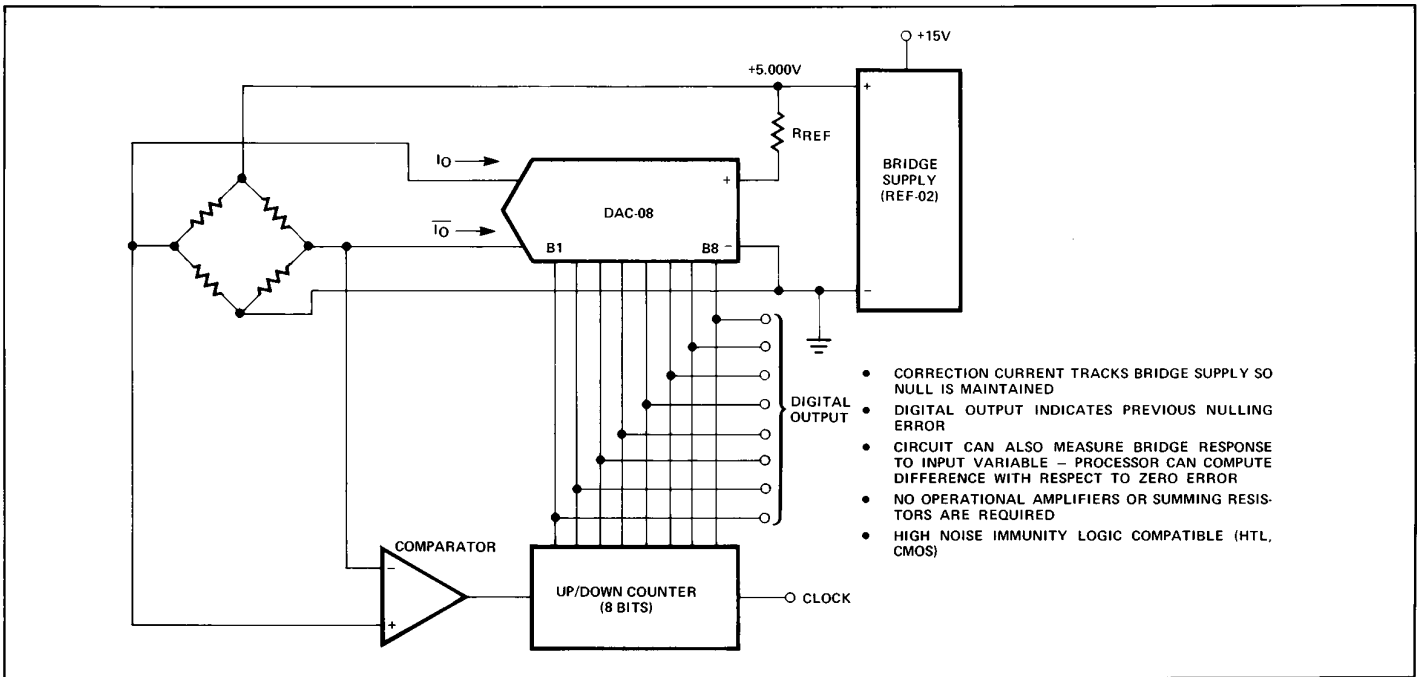 +15V
+5.000V
RREF
+
BRIDGE
SUPPLY
(REF-02)
IO
+
DAC-08
IO
B1
B8
−
−
DIGITAL
OUTPUT
● CORRECTION CURRENT TRACKS BRIDGE SUPPLY SO
NULL IS MAINTAINED
● DIGITAL OUTPUT INDICATES PREVIOUS NULLING
ERROR
● CIRCUIT CAN ALSO MEASURE BRIDGE RESPONSE
TO INPUT VARIABLE – PROCESSOR CAN COMPUTE
DIFFERENCE WITH RESPECT TO ZERO ERROR
● NO OPERATIONAL AMPLIFIERS OR SUMMING RESIS-
TORS ARE REQUIRED
● HIGH NOISE IMMUNITY LOGIC COMPATIBLE (HTL,
CMOS)
COMPARATOR
−
+
UP/DOWN COUNTER
(8 BITS)
CLOCK